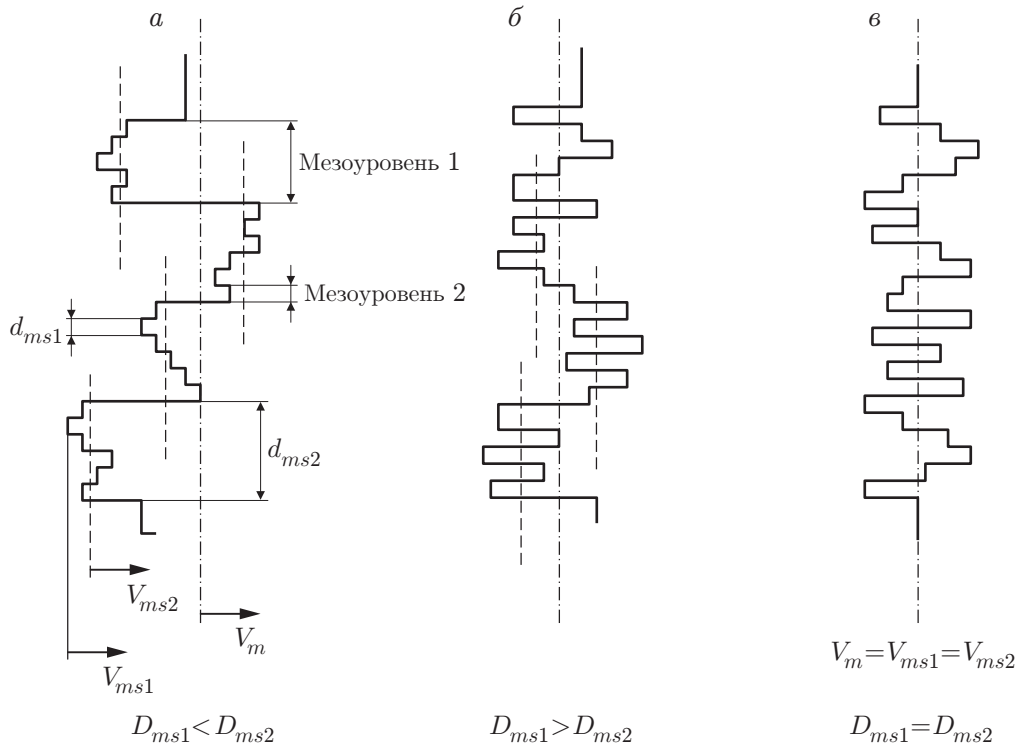 а б в
Мезоуровень 1
Мезоуровень 2
d_{ms1}
d_{ms2}
V_{ms2}
V_m
V_{ms1}
V_m=V_{ms1}=V_{ms2}
D_{ms1}<D_{ms2} D_{ms1}>D_{ms2} D_{ms1}=D_{ms2}